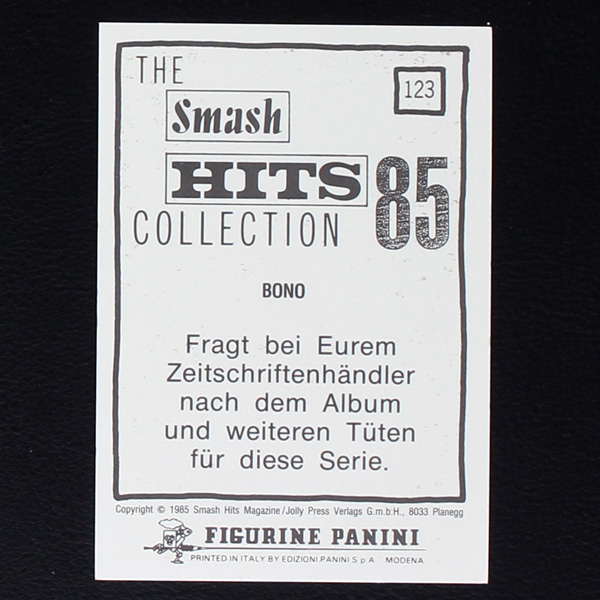 THE
123
Smash
HITS 85
COLLECTION
BONO
Fragt bei Eurem
Zeitschriftenhändler
nach dem Album
und weiteren Tüten
für diese Serie.
Copyright © 1985 Smash Hits Magazine/Jolly Press Verlags G.m.b.H., 8033 Planegg
FIGURINE PANINI
PRINTED IN ITALY BY EDIZIONI PANINI S.p.A. MODENA